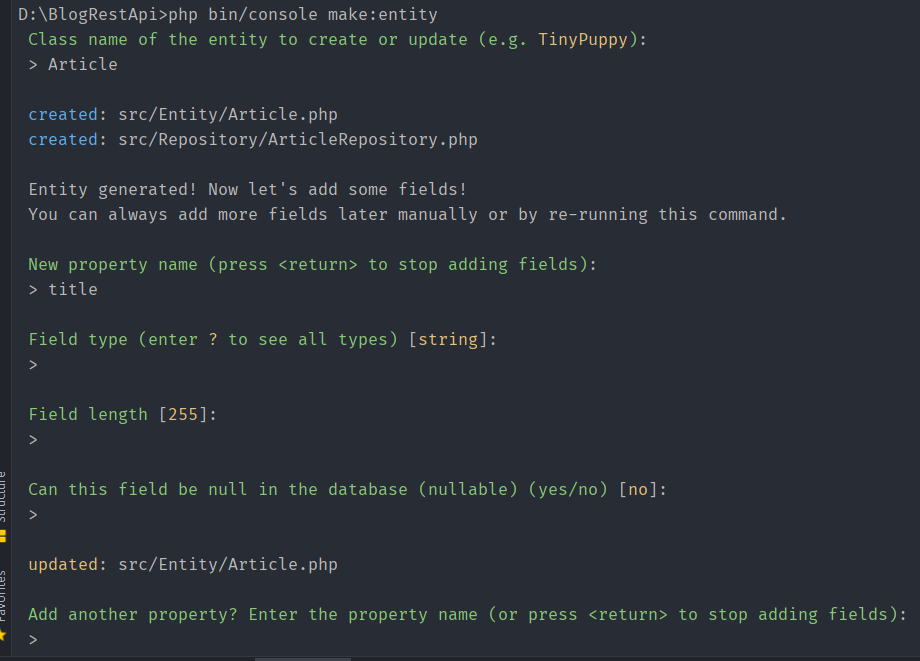 D:\BlogRestApi>php bin/console make:entity
Class name of the entity to create or update (e.g. TinyPuppy):
> Article
created: src/Entity/Article.php
created: src/Repository/ArticleRepository.php
Entity generated! Now let's add some fields!
You can always add more fields later manually or by re-running this command.
New property name (press <return> to stop adding fields):
> title
Field type (enter ? to see all types) [string]:
>
Field length [255]:
>
Can this field be null in the database (nullable) (yes/no) [no]:
>
updated: src/Entity/Article.php
Add another property? Enter the property name (or press <return> to stop adding fields):
>
Structure
Favorites